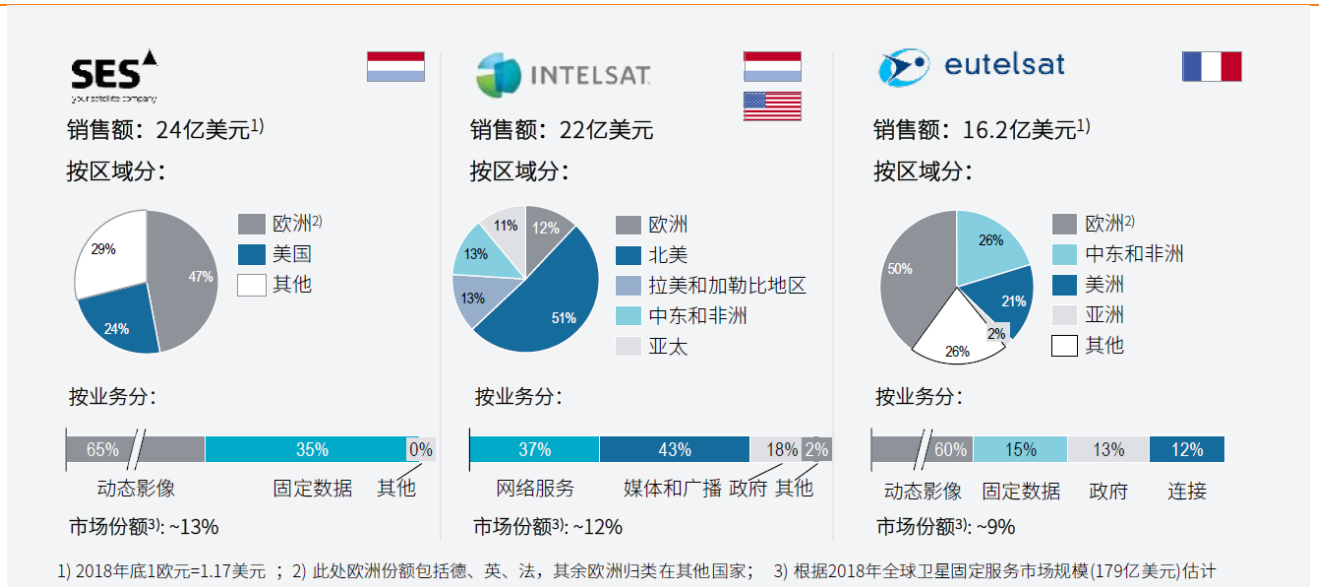 SES
your satellite company
销售额：24亿美元1)
按区域分：
29%
47%
24%
欧洲2)
美国
其他
按业务分：
65%
35%
0%
动态影像
固定数据
其他
市场份额3): ~13%
INTELSAT.
销售额：22亿美元
按区域分：
11%
12%
13%
13%
51%
欧洲
北美
拉美和加勒比地区
中东和非洲
亚太
按业务分：
37%
43%
18%
2%
网络服务
媒体和广播
政府
其他
市场份额3): ~12%
eutelsat
销售额：16.2亿美元1)
按区域分：
26%
50%
21%
2%
26%
欧洲2)
中东和非洲
美洲
亚洲
其他
按业务分：
60%
15%
13%
12%
动态影像
固定数据
政府
连接
市场份额3): ~9%
1) 2018年底1欧元=1.17美元 ；2) 此处欧洲份额包括德、英、法，其余欧洲归类在其他国家； 3) 根据2018年全球卫星固定服务市场规模(179亿美元)估计